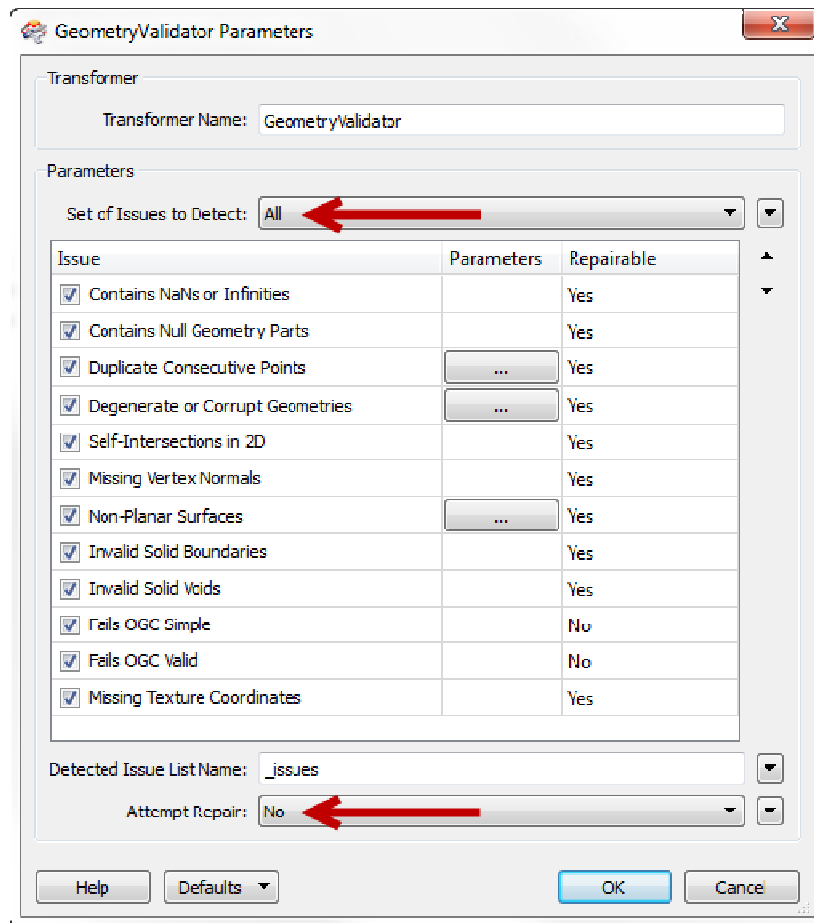 GeometryValidator Parameters
Transformer
Transformer Name: GeometryValidator
Parameters
Set of Issues to Detect: All
Issue Parameters Repairable
Contains NaNs or Infinities Yes
Contains Null Geometry Parts Yes
Duplicate Consecutive Points ... Yes
Degenerate or Corrupt Geometries ... Yes
Self-Intersections in 2D Yes
Missing Vertex Normals Yes
Non-Planar Surfaces ... Yes
Invalid Solid Boundaries Yes
Invalid Solid Voids Yes
Fails OGC Simple No
Fails OGC Valid No
Missing Texture Coordinates Yes
Detected Issue List Name: _issues
Attempt Repair: No
Help Defaults OK Cancel